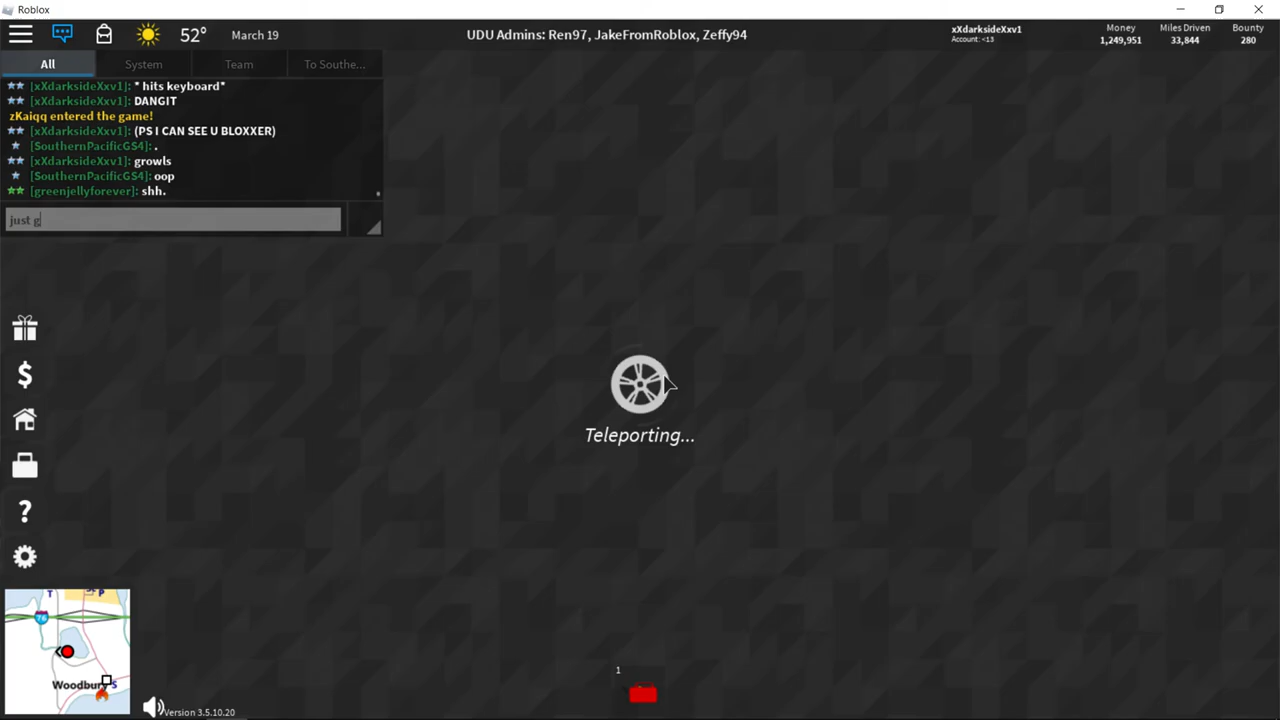 Roblox
52° March 19 UDU Admins: Ren97, JakeFromRoblox, Zeffy94
xXdarksideXxv1
Account: <13
Money
1,249,951
Miles Driven
33,844
Bounty
280
All System Team To Southe...
[xXdarksideXxv1]: * hits keyboard*
[xXdarksideXxv1]: DANGIT
zKaiqq entered the game!
[xXdarksideXxv1]: (PS I CAN SEE U BLOXXER)
[SouthernPacificGS4]: .
[xXdarksideXxv1]: growls
[SouthernPacificGS4]: oop
[greenjellyforever]: shh.
just g
Teleporting...
$
?
T P
76
Woodbury S
1
Version 3.5.10.20